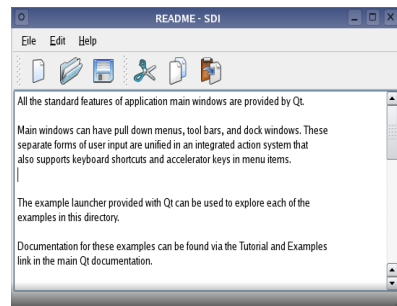 README - SDI
File Edit Help
All the standard features of application main windows are provided by Qt.
Main windows can have pull down menus, tool bars, and dock windows. These
separate forms of user input are unified in an integrated action system that
also supports keyboard shortcuts and accelerator keys in menu items.
The example launcher provided with Qt can be used to explore each of the
examples in this directory.
Documentation for these examples can be found via the Tutorial and Examples
link in the main Qt documentation.